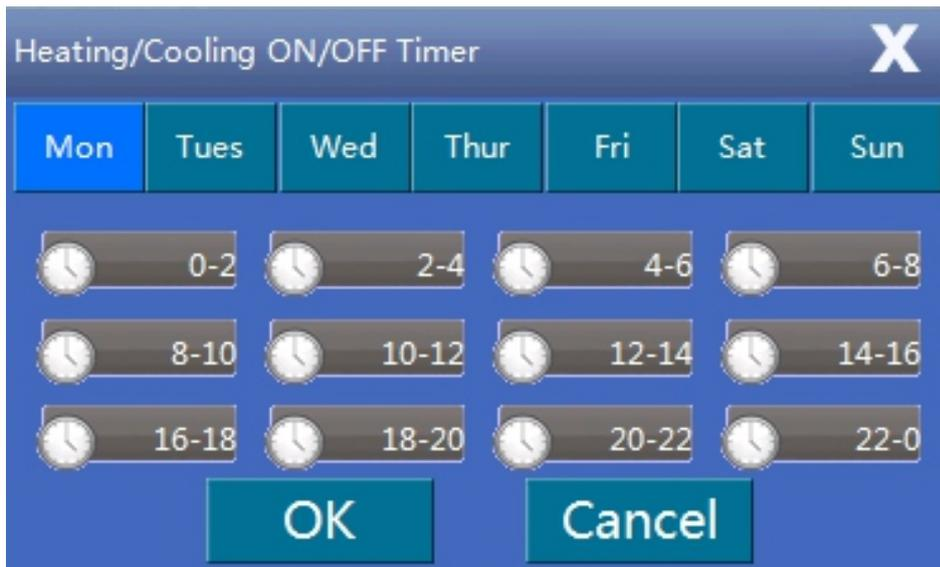 Heating/Cooling ON/OFF Timer X
Mon Tues Wed Thur Fri Sat Sun
0-2 2-4 4-6 6-8
8-10 10-12 12-14 14-16
16-18 18-20 20-22 22-0
OK Cancel